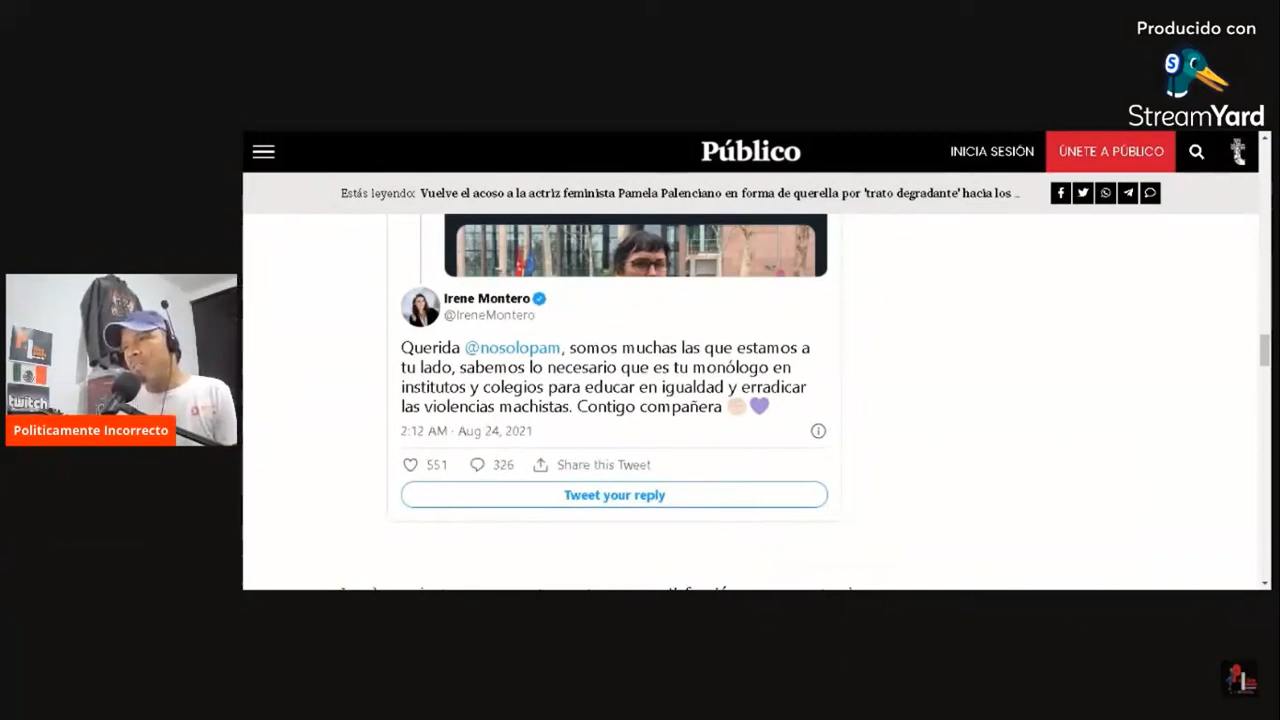 Producido con
StreamYard
Público
INICIA SESIÓN
ÚNETE A PÚBLICO
Estás leyendo: Vuelve el acoso a la actriz feminista Pamela Palenciano en forma de querella por 'trato degradante' hacia los ...
Irene Montero
@IreneMontero
Querida @nosolopam, somos muchas las que estamos a
tu lado, sabemos lo necesario que es tu monólogo en
institutos y colegios para educar en igualdad y erradicar
las violencias machistas. Contigo compañera ✊🏻💜
2:12 AM · Aug 24, 2021
551
326
Share this Tweet
Tweet your reply
twitch
Politicamente Incorrecto